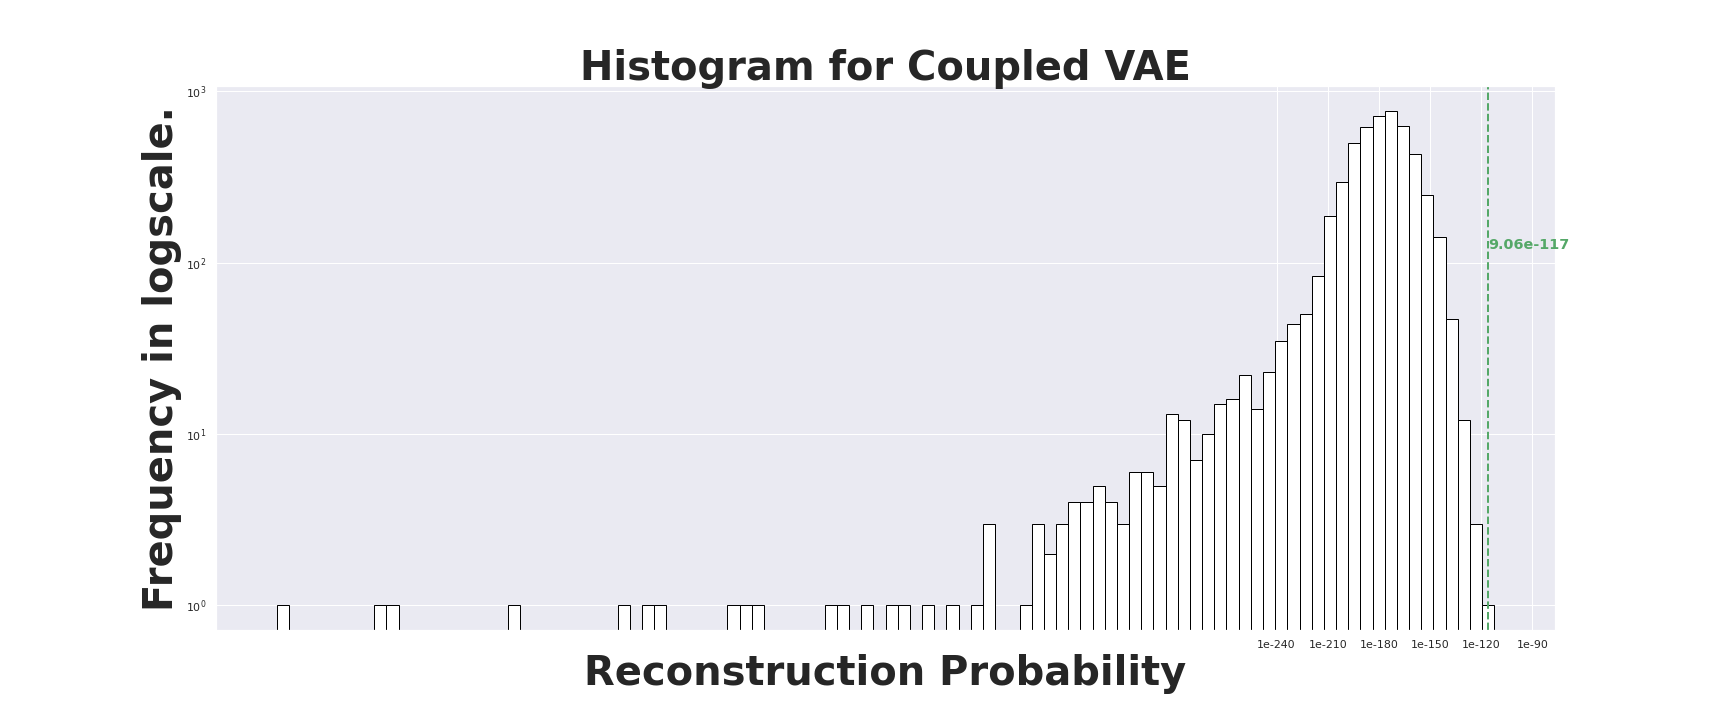 Histogram for Coupled VAE
Frequency in logscale.
10³
10²
10¹
10⁰
9.06e-117
1e-240 1e-210 1e-180 1e-150 1e-120 1e-90
Reconstruction Probability